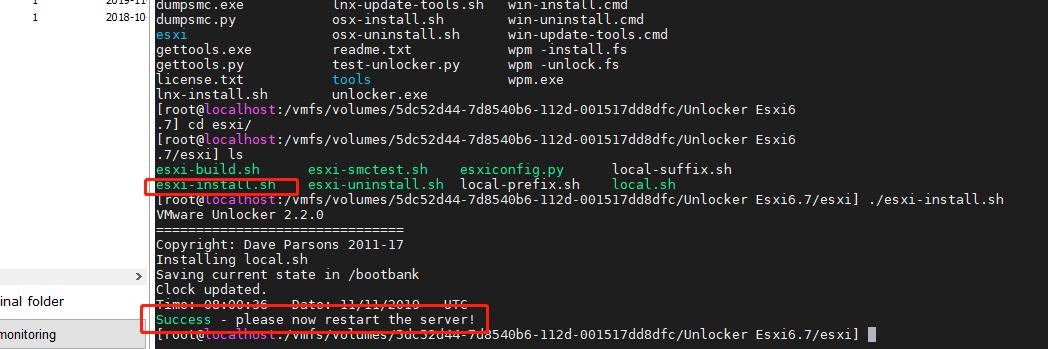 1 2019-11
1 2018-10
dumpsmc.exe lnx-update-tools.sh win-install.cmd
dumpsmc.py osx-install.sh win-uninstall.cmd
esxi osx-uninstall.sh win-update-tools.cmd
gettools.exe readme.txt wpm -install.fs
gettools.py test-unlocker.py wpm -unlock.fs
license.txt tools wpm.exe
lnx-install.sh unlocker.exe
[root@localhost:/vmfs/volumes/5dc52d44-7d8540b6-112d-001517dd8dfc/Unlocker Esxi6
.7] cd esxi/
[root@localhost:/vmfs/volumes/5dc52d44-7d8540b6-112d-001517dd8dfc/Unlocker Esxi6
.7/esxi] ls
esxi-build.sh esxi-smctest.sh esxiconfig.py local-suffix.sh
esxi-install.sh esxi-uninstall.sh local-prefix.sh local.sh
[root@localhost:/vmfs/volumes/5dc52d44-7d8540b6-112d-001517dd8dfc/Unlocker Esxi6.7/esxi] ./esxi-install.sh
VMware Unlocker 2.2.0
===============================
Copyright: Dave Parsons 2011-17
Installing local.sh
Saving current state in /bootbank
Clock updated.
Time: 08:00:36 Date: 11/11/2019 UTC
Success - please now restart the server!
[root@localhost:/vmfs/volumes/5dc52d44-7d8540b6-112d-001517dd8dfc/Unlocker Esxi6.7/esxi]
inal folder
monitoring